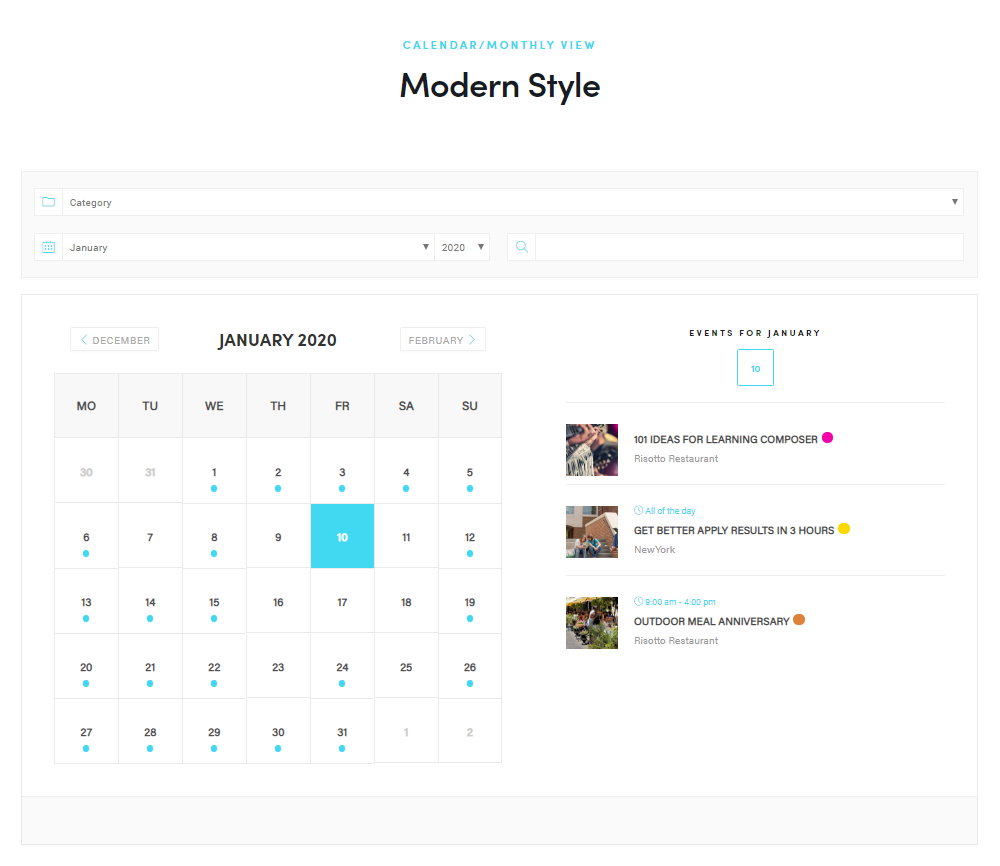 CALENDAR/MONTHLY VIEW
Modern Style
Category
January 2020
DECEMBER JANUARY 2020 FEBRUARY
MO TU WE TH FR SA SU
30 31 1 2 3 4 5
6 7 8 9 10 11 12
13 14 15 16 17 18 19
20 21 22 23 24 25 26
27 28 29 30 31 1 2
EVENTS FOR JANUARY
10
101 IDEAS FOR LEARNING COMPOSER
Risotto Restaurant
All of the day
GET BETTER APPLY RESULTS IN 3 HOURS
NewYork
9:00 am - 4:00 pm
OUTDOOR MEAL ANNIVERSARY
Risotto Restaurant